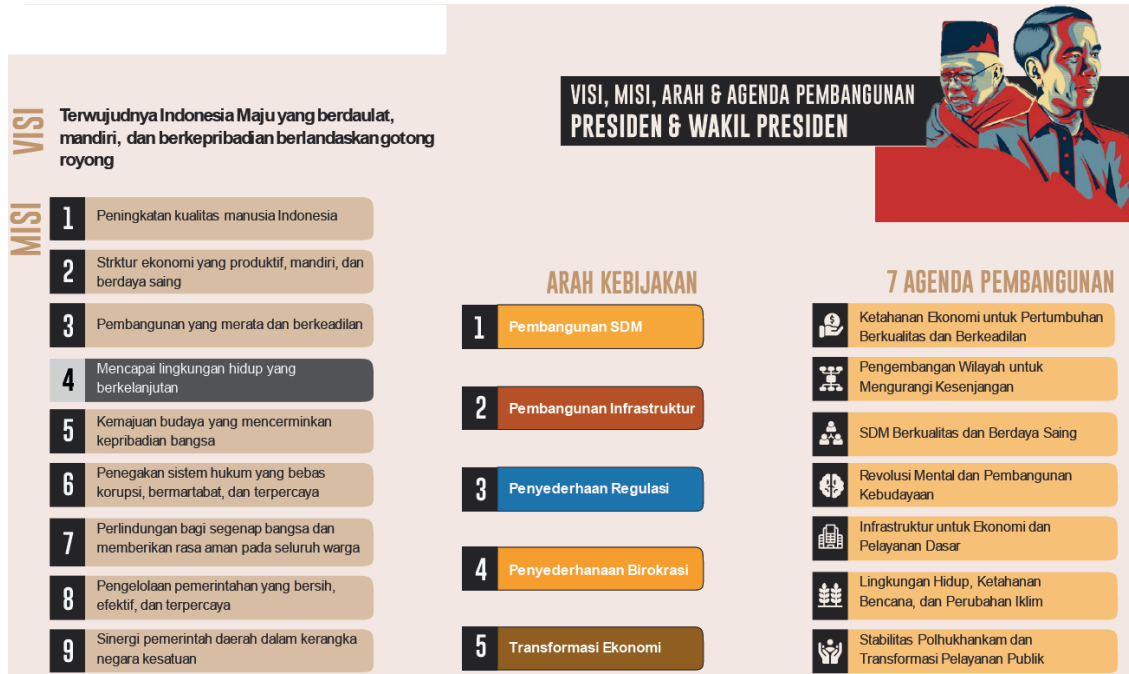 VISI, MISI, ARAH & AGENDA PEMBANGUNAN
PRESIDEN & WAKIL PRESIDEN
VISI
Terwujudnya Indonesia Maju yang berdaulat,
mandiri, dan berkepribadian berlandaskan gotong
royong
MISI
1
Peningkatan kualitas manusia Indonesia
2
Strktur ekonomi yang produktif, mandiri, dan
berdaya saing
3
Pembangunan yang merata dan berkeadilan
4
Mencapai lingkungan hidup yang
berkelanjutan
5
Kemajuan budaya yang mencerminkan
kepribadian bangsa
6
Penegakan sistem hukum yang bebas
korupsi, bermartabat, dan terpercaya
7
Perlindungan bagi segenap bangsa dan
memberikan rasa aman pada seluruh warga
8
Pengelolaan pemerintahan yang bersih,
efektif, dan terpercaya
9
Sinergi pemerintah daerah dalam kerangka
negara kesatuan
ARAH KEBIJAKAN
1
Pembangunan SDM
2
Pembangunan Infrastruktur
3
Penyederhaan Regulasi
4
Penyederhanaan Birokrasi
5
Transformasi Ekonomi
7 AGENDA PEMBANGUNAN
Ketahanan Ekonomi untuk Pertumbuhan
Berkualitas dan Berkeadilan
Pengembangan Wilayah untuk
Mengurangi Kesenjangan
SDM Berkualitas dan Berdaya Saing
Revolusi Mental dan Pembangunan
Kebudayaan
Infrastruktur untuk Ekonomi dan
Pelayanan Dasar
Lingkungan Hidup, Ketahanan
Bencana, dan Perubahan Iklim
Stabilitas Polhukhankam dan
Transformasi Pelayanan Publik